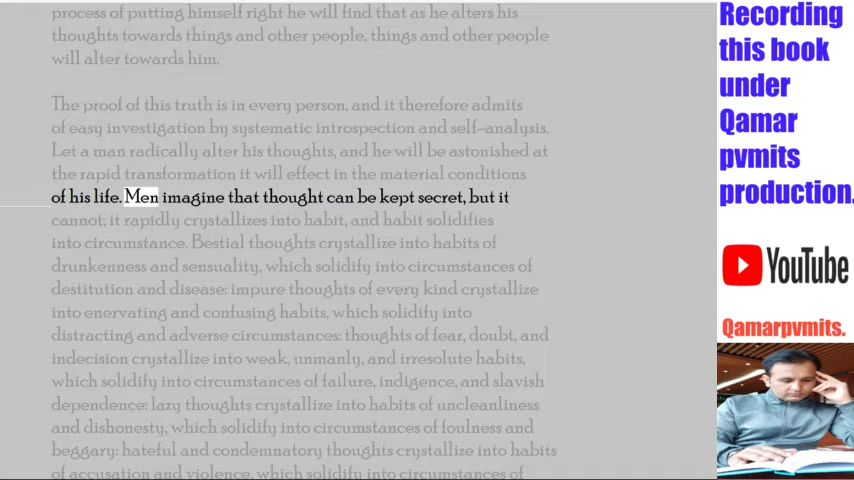 process of putting himself right he will find that as he alters his
thoughts towards things and other people, things and other people
will alter towards him.
The proof of this truth is in every person, and it therefore admits
of easy investigation by systematic introspection and self-analysis.
Let a man radically alter his thoughts, and he will be astonished at
the rapid transformation it will effect in the material conditions
of his life. Men imagine that thought can be kept secret, but it
cannot; it rapidly crystallizes into habit, and habit solidifies
into circumstance. Bestial thoughts crystallize into habits of
drunkenness and sensuality, which solidify into circumstances of
destitution and disease: impure thoughts of every kind crystallize
into enervating and confusing habits, which solidify into
distracting and adverse circumstances: thoughts of fear, doubt, and
indecision crystallize into weak, unmanly, and irresolute habits,
which solidify into circumstances of failure, indigence, and slavish
dependence: lazy thoughts crystallize into habits of uncleanliness
and dishonesty, which solidify into circumstances of foulness and
beggary: hateful and condemnatory thoughts crystallize into habits
of accusation and violence, which solidify into circumstances of
Recording
this book
under
Qamar
pvmits
production.
YouTube
Qamarpvmits.